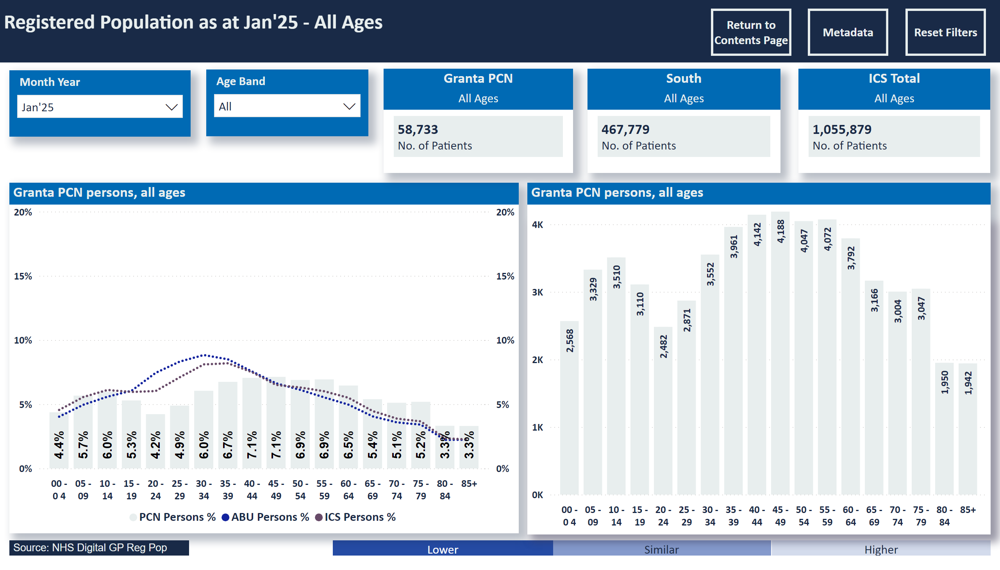 Registered Population as at Jan'25 - All Ages
Return to
Contents Page
Metadata
Reset Filters
Month Year
Jan'25
Age Band
All
Granta PCN
All Ages
58,733
No. of Patients
South
All Ages
467,779
No. of Patients
ICS Total
All Ages
1,055,879
No. of Patients
Granta PCN persons, all ages
20%
15%
10%
5%
0%
20%
15%
10%
5%
0%
4.4%
5.7%
6.0%
5.3%
4.2%
4.9%
6.0%
6.7%
7.1%
7.1%
6.9%
6.9%
6.5%
5.4%
5.1%
5.2%
3.3%
3.3%
00 - 05 - 10 - 15 - 20 - 25 - 30 - 35 - 40 - 45 - 50 - 55 - 60 - 65 - 70 - 75 - 80 - 85+
0 4 09 14 19 24 29 34 39 44 49 54 59 64 69 74 79 84
PCN Persons % ABU Persons % ICS Persons %
Granta PCN persons, all ages
4K
3K
2K
1K
0K
2,568
3,329
3,510
3,110
2,482
2,871
3,552
3,961
4,142
4,188
4,047
4,072
3,792
3,166
3,004
3,047
1,950
1,942
00 - 05 - 10 - 15 - 20 - 25 - 30 - 35 - 40 - 45 - 50 - 55 - 60 - 65 - 70 - 75 - 80 - 85+
0 4 09 14 19 24 29 34 39 44 49 54 59 64 69 74 79 84
Source: NHS Digital GP Reg Pop
Lower
Similar
Higher